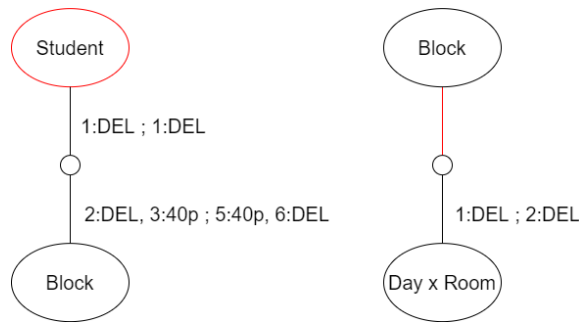 Student
1:DEL ; 1:DEL
2:DEL, 3:40p ; 5:40p, 6:DEL
Block
Block
1:DEL ; 2:DEL
Day x Room